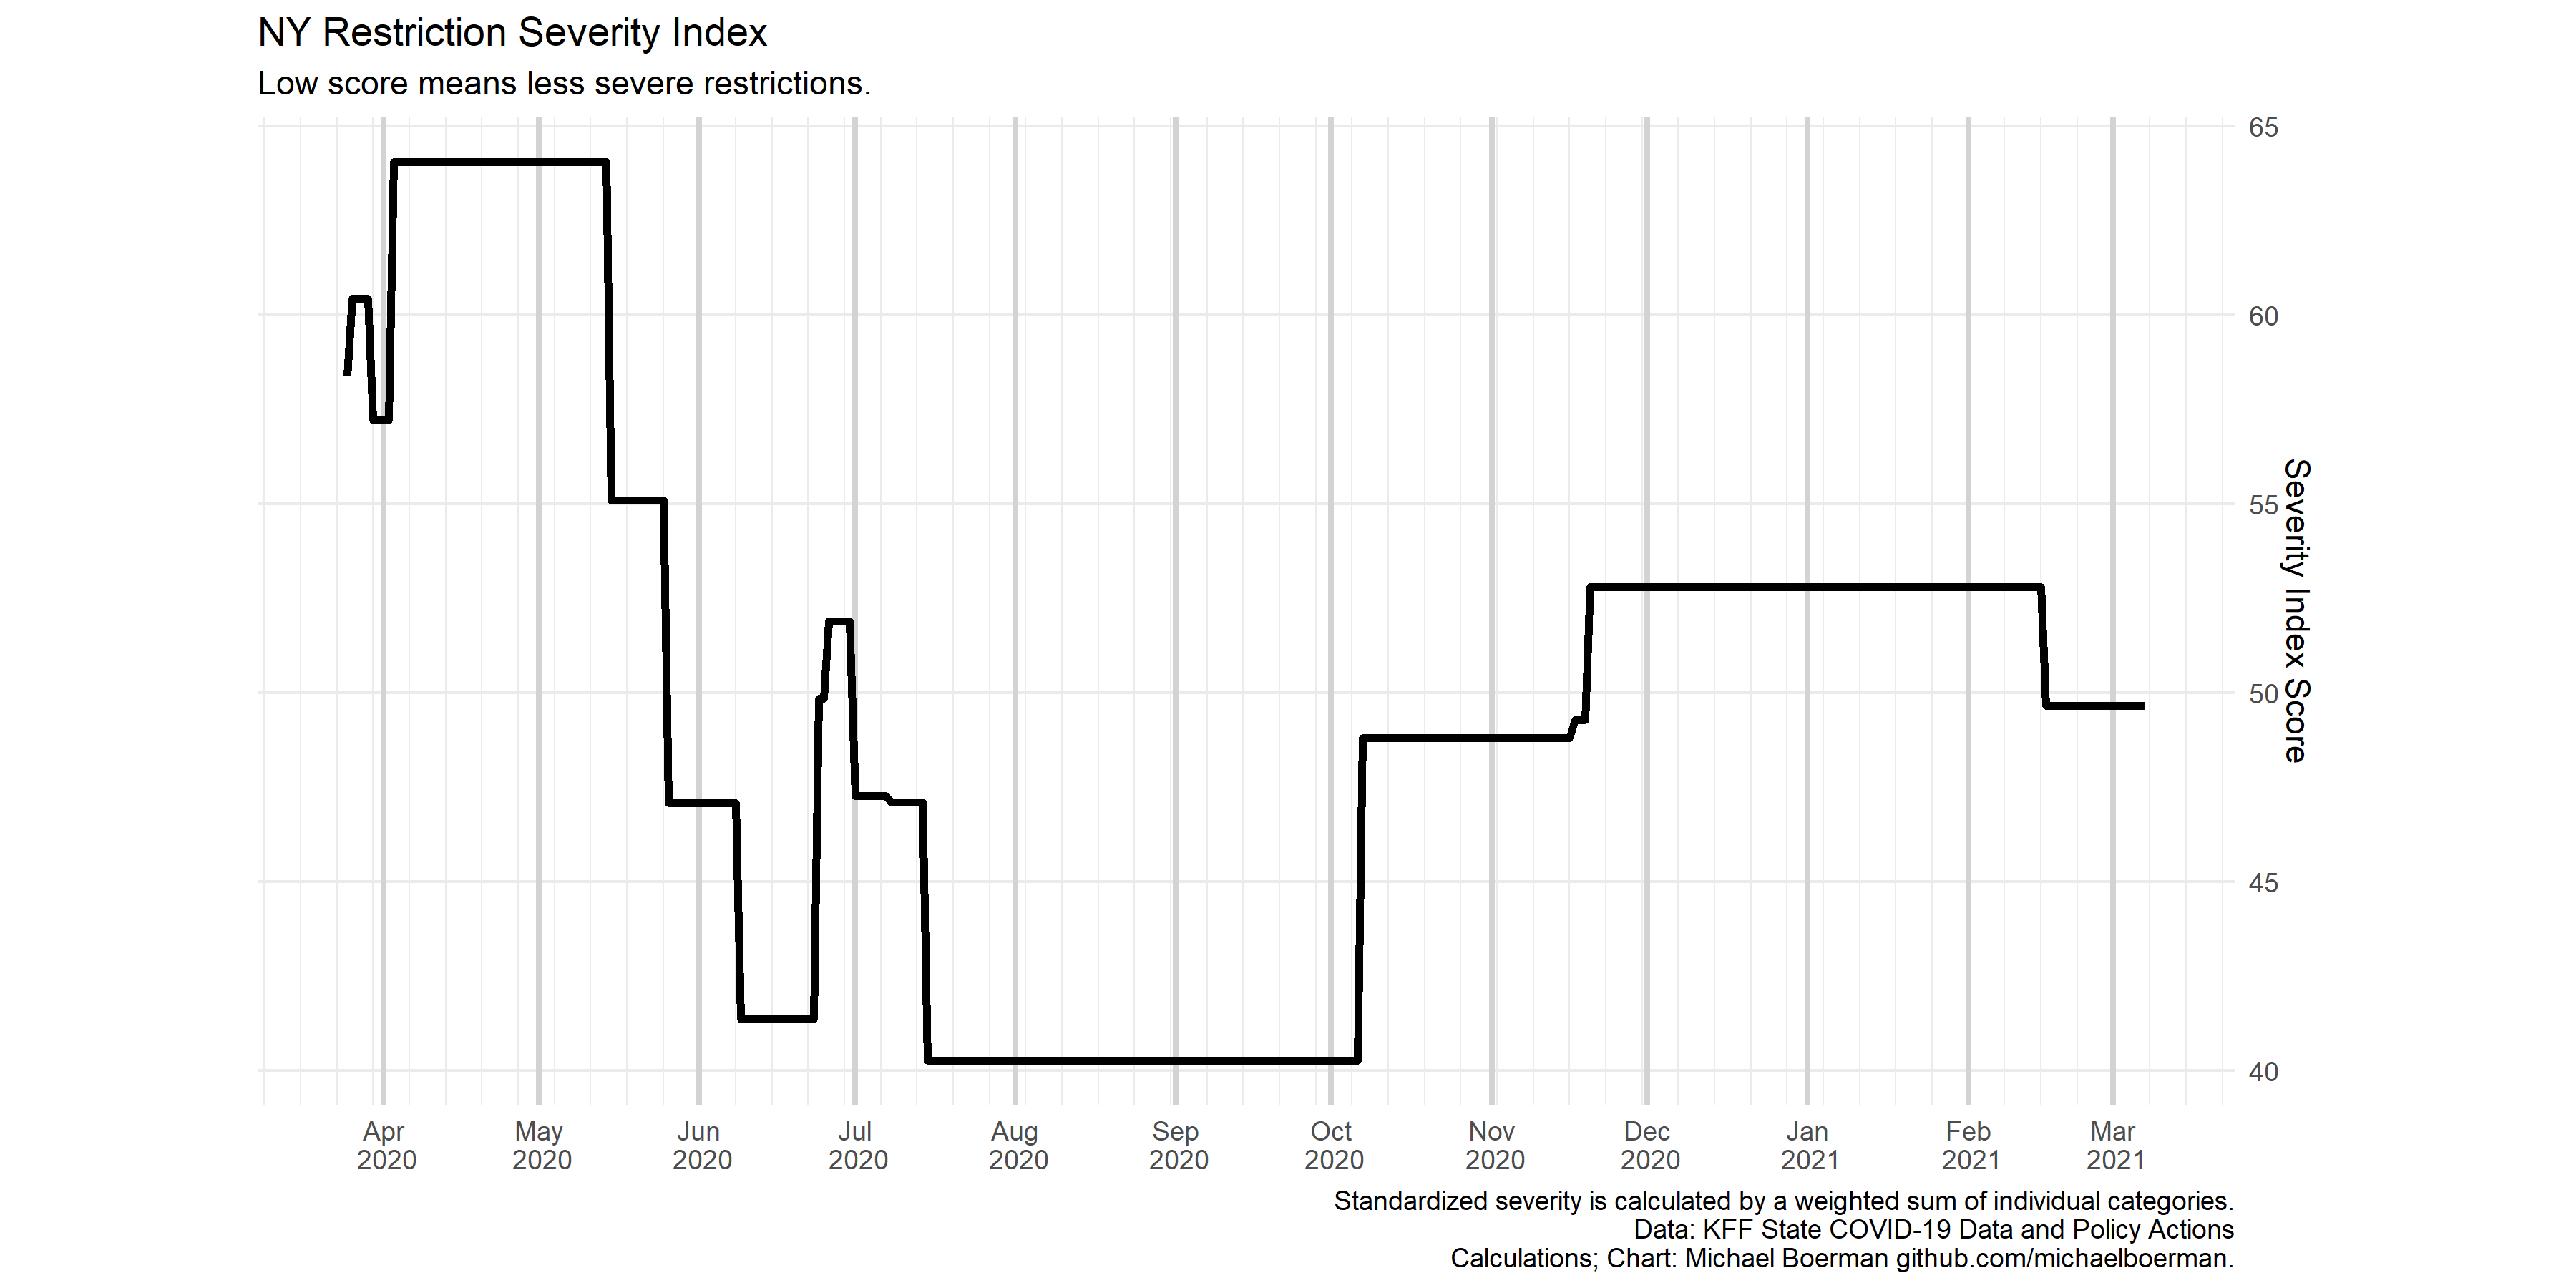 NY Restriction Severity Index
Low score means less severe restrictions.
65
60
55
50
45
40
Severity Index Score
Apr 2020
May 2020
Jun 2020
Jul 2020
Aug 2020
Sep 2020
Oct 2020
Nov 2020
Dec 2020
Jan 2021
Feb 2021
Mar 2021
Standardized severity is calculated by a weighted sum of individual categories.
Data: KFF State COVID-19 Data and Policy Actions
Calculations; Chart: Michael Boerman github.com/michaelboerman.